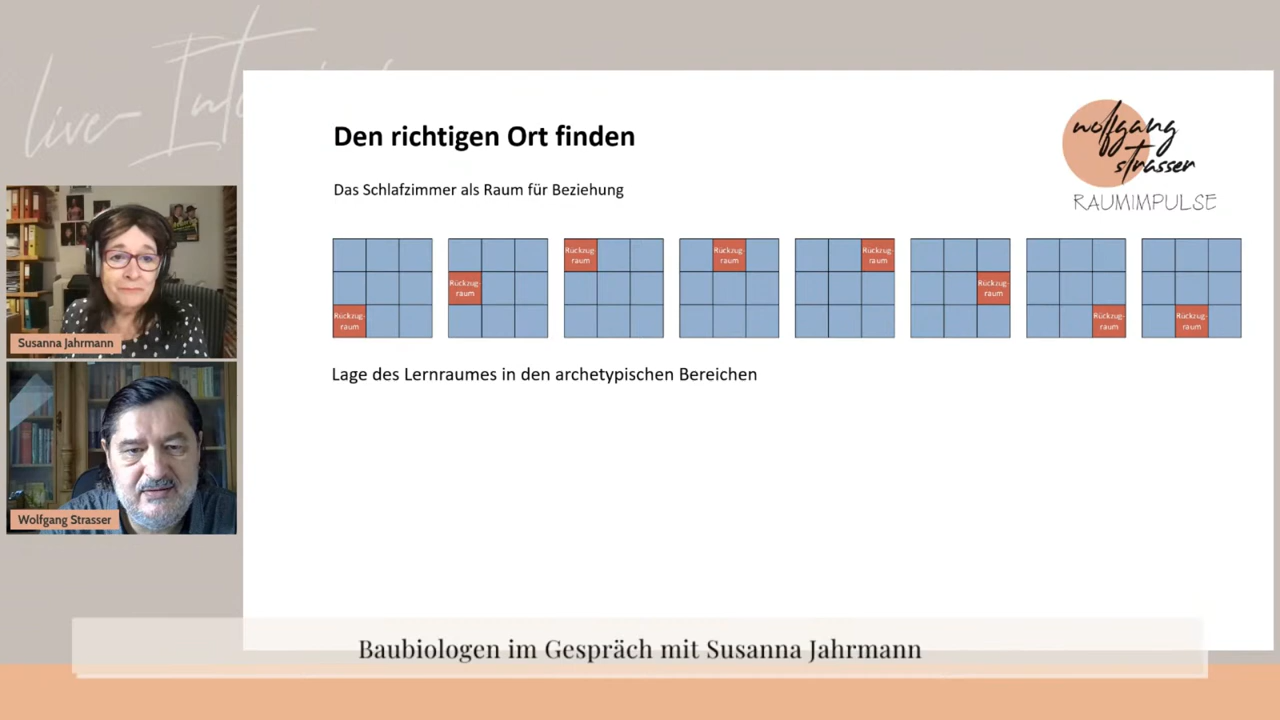 live-
Den richtigen Ort finden
Das Schlafzimmer als Raum für Beziehung
wolfgang
strasser
RAUMIMPULSE
Rückzug-
raum
Rückzug-
raum
Rückzug-
raum
Rückzug-
raum
Rückzug-
raum
Rückzug-
raum
Rückzug-
raum
Rückzug-
raum
Lage des Lernraumes in den archetypischen Bereichen
Susanna Jahrmann
Wolfgang Strasser
Baubiologen im Gespräch mit Susanna Jahrmann